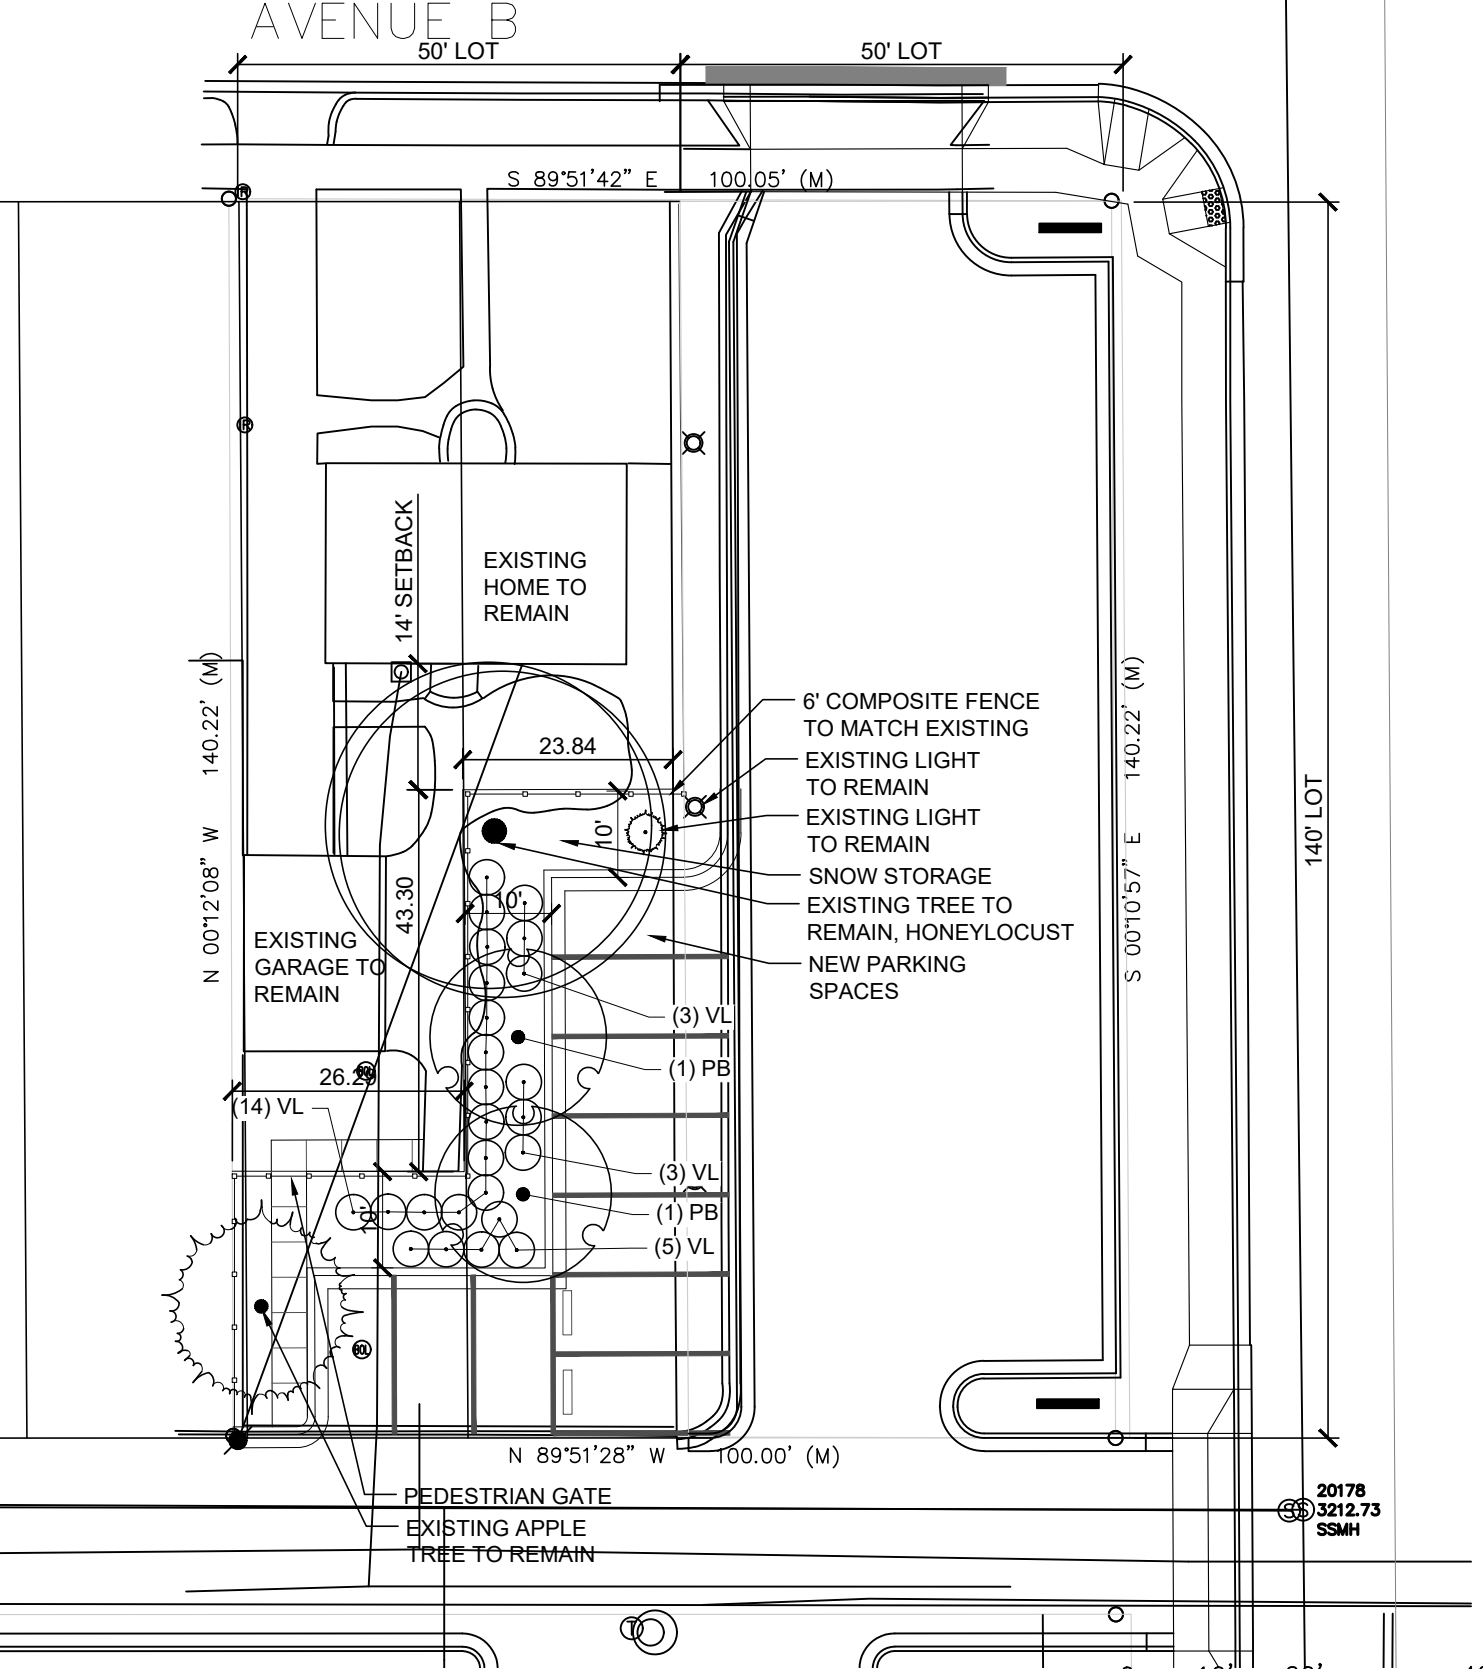 AVENUE B
50' LOT
50' LOT
S 89°51'42" E 100.05' (M)
14' SETBACK
EXISTING
HOME TO
REMAIN
N 00°12'08" W 140.22' (M)
S 00°10'57" E 140.22' (M)
140' LOT
23.84
10'
6' COMPOSITE FENCE
TO MATCH EXISTING
EXISTING LIGHT
TO REMAIN
EXISTING LIGHT
TO REMAIN
SNOW STORAGE
EXISTING TREE TO
REMAIN, HONEYLOCUST
NEW PARKING
SPACES
43.30
10'
EXISTING
GARAGE TO
REMAIN
(3) VL
(1) PB
26.29
(14) VL
(3) VL
(1) PB
(5) VL
10'
N 89°51'28" W 100.00' (M)
PEDESTRIAN GATE
EXISTING APPLE
TREE TO REMAIN
20178
3212.73
SSMH